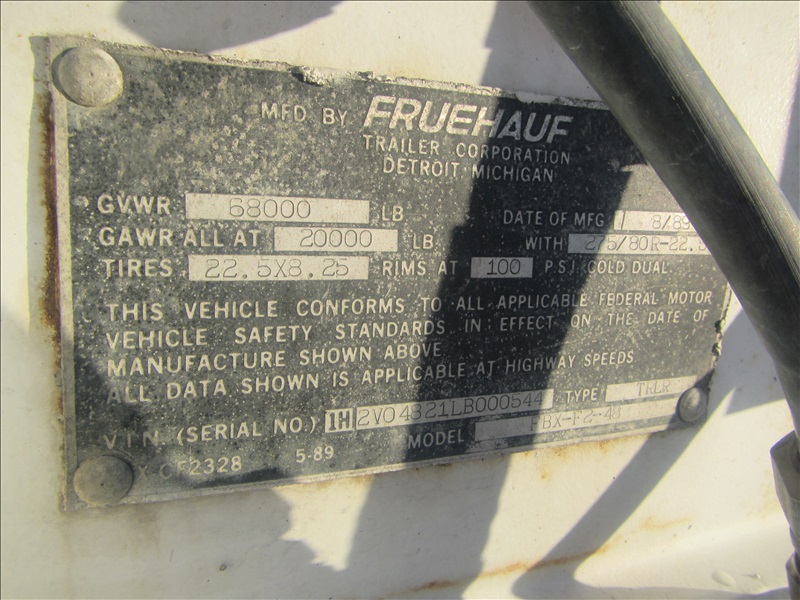 MFD BY FRUEHAUF
TRAILER CORPORATION
DETROIT MICHIGAN
GVWR 68000 LB DATE OF MFG 8/89
GAWR ALL AT 20000 LB WITH 275/80R-22.5
TIRES 22.5X8.25 RIMS AT 100 P.S.I COLD DUAL
THIS VEHICLE CONFORMS TO ALL APPLICABLE FEDERAL MOTOR
VEHICLE SAFETY STANDARDS IN EFFECT ON THE DATE OF
MANUFACTURE SHOWN ABOVE
ALL DATA SHOWN IS APPLICABLE AT HIGHWAY SPEEDS
V.I.N. (SERIAL NO.) 1H2V04821LB000544 TYPE TRLR
CF2328 5-89 MODEL